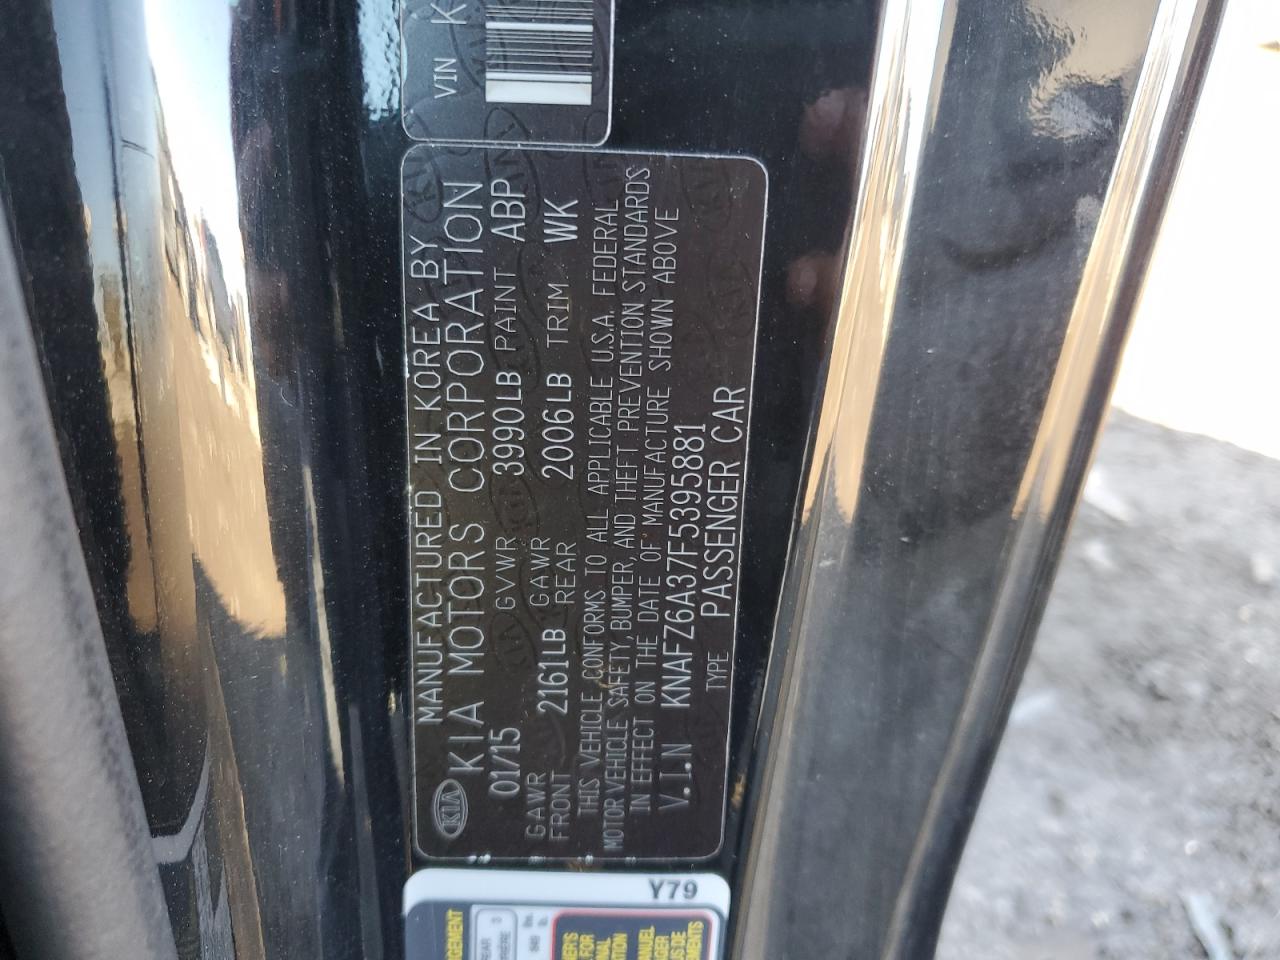 VIN K
MANUFACTURED IN KOREA BY
KIA KIA MOTORS CORPORATION
01/15 GVWR 3990LB PAINT ABP
GAWR FRONT 2161LB GAWR REAR 2006LB TRIM WK
THIS VEHICLE CONFORMS TO ALL APPLICABLE U.S.A. FEDERAL
MOTOR VEHICLE SAFETY, BUMPER, AND THEFT PREVENTION STANDARDS
IN EFFECT ON THE DATE OF MANUFACTURE SHOWN ABOVE
V.I.N KNAFZ6A37F5395881
TYPE PASSENGER CAR
Y79